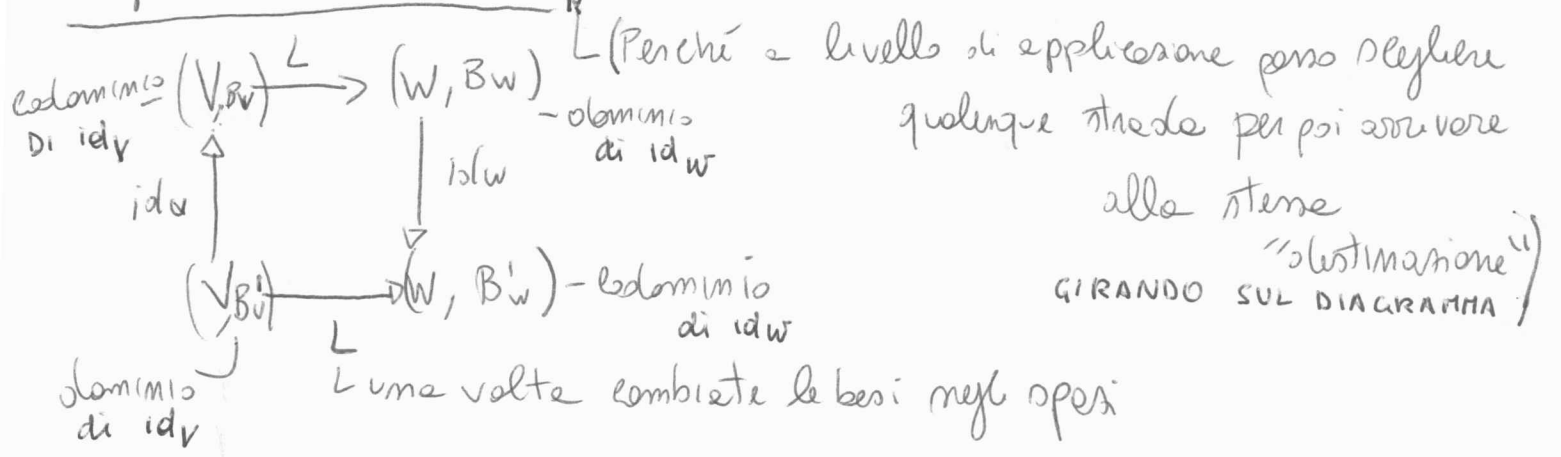 L (Perché a livello di applicazione posso scegliere
qualunque strada per poi arrivare
alla stessa
"destinazione"
GIRANDO SUL DIAGRAMMA)
codominio (V, Bv) L (W, Bw) - dominio
Di idv di idw
idv idw
(V, B'v) (W, B'w) - codominio
di idw
L
dominio
di idv
L una volta cambiate le basi negli spazi